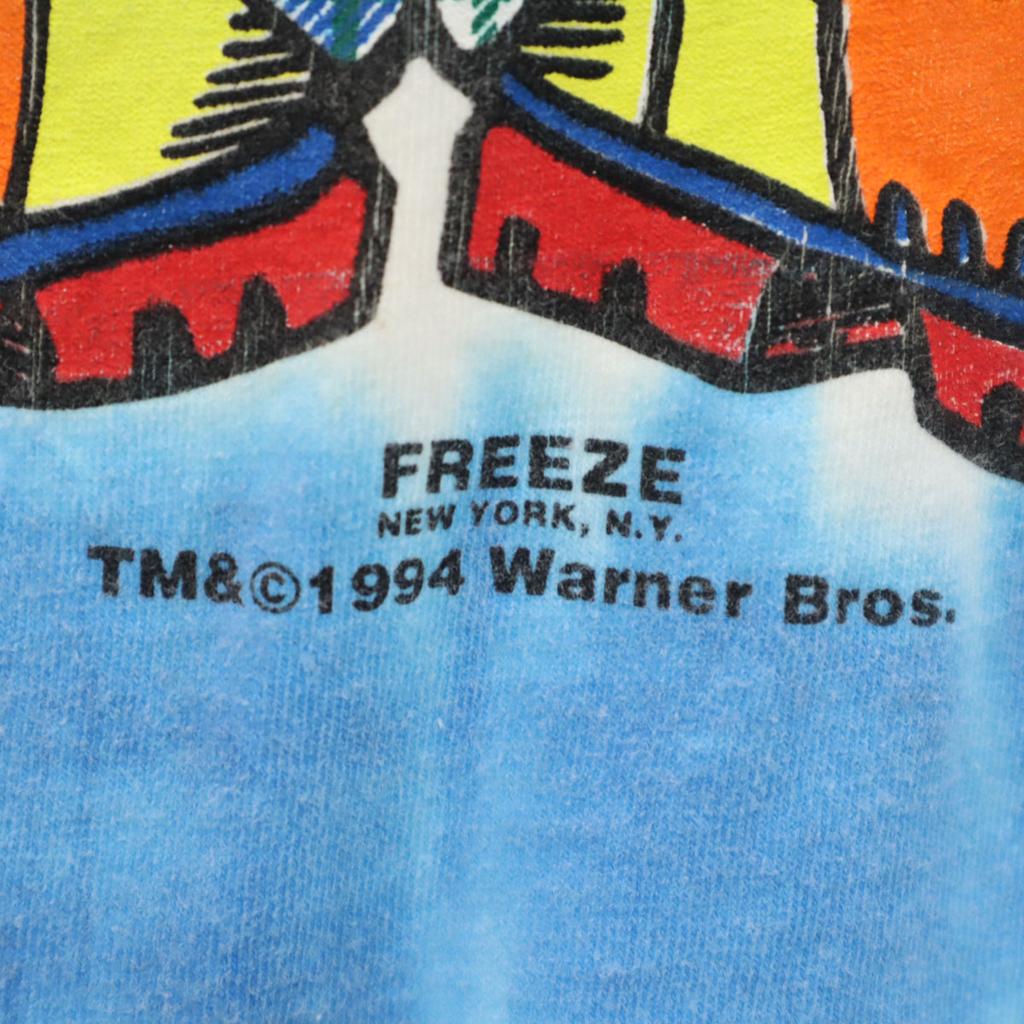 FREEZE
NEW YORK, N.Y.
TM&©1994 Warner Bros.